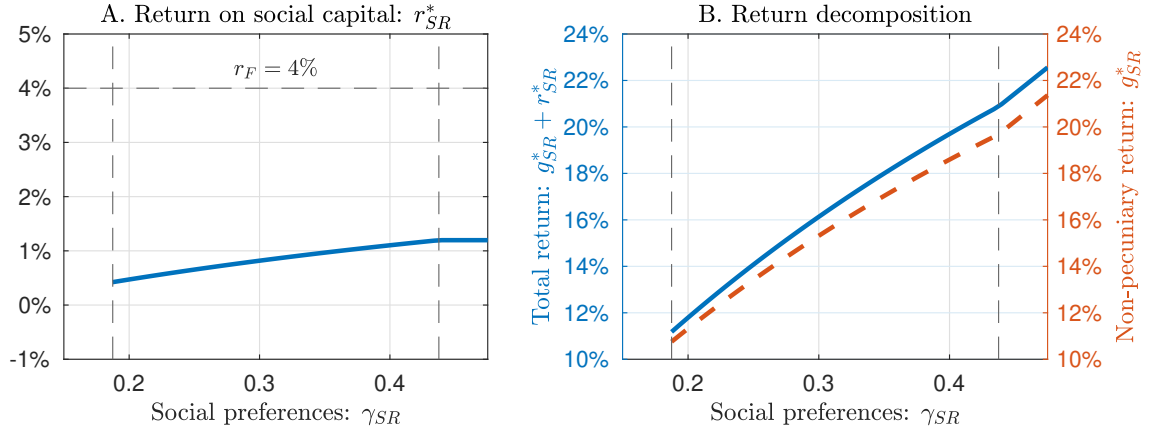 A. Return on social capital: r*_SR
5%
4%
3%
2%
1%
0%
-1%
r_F = 4%
0.2 0.3 0.4
Social preferences: γ_SR
B. Return decomposition
Total return: g*_SR + r*_SR
24%
22%
20%
18%
16%
14%
12%
10%
24%
22%
20%
18%
16%
14%
12%
10%
Non-pecuniary return: g*_SR
0.2 0.3 0.4
Social preferences: γ_SR